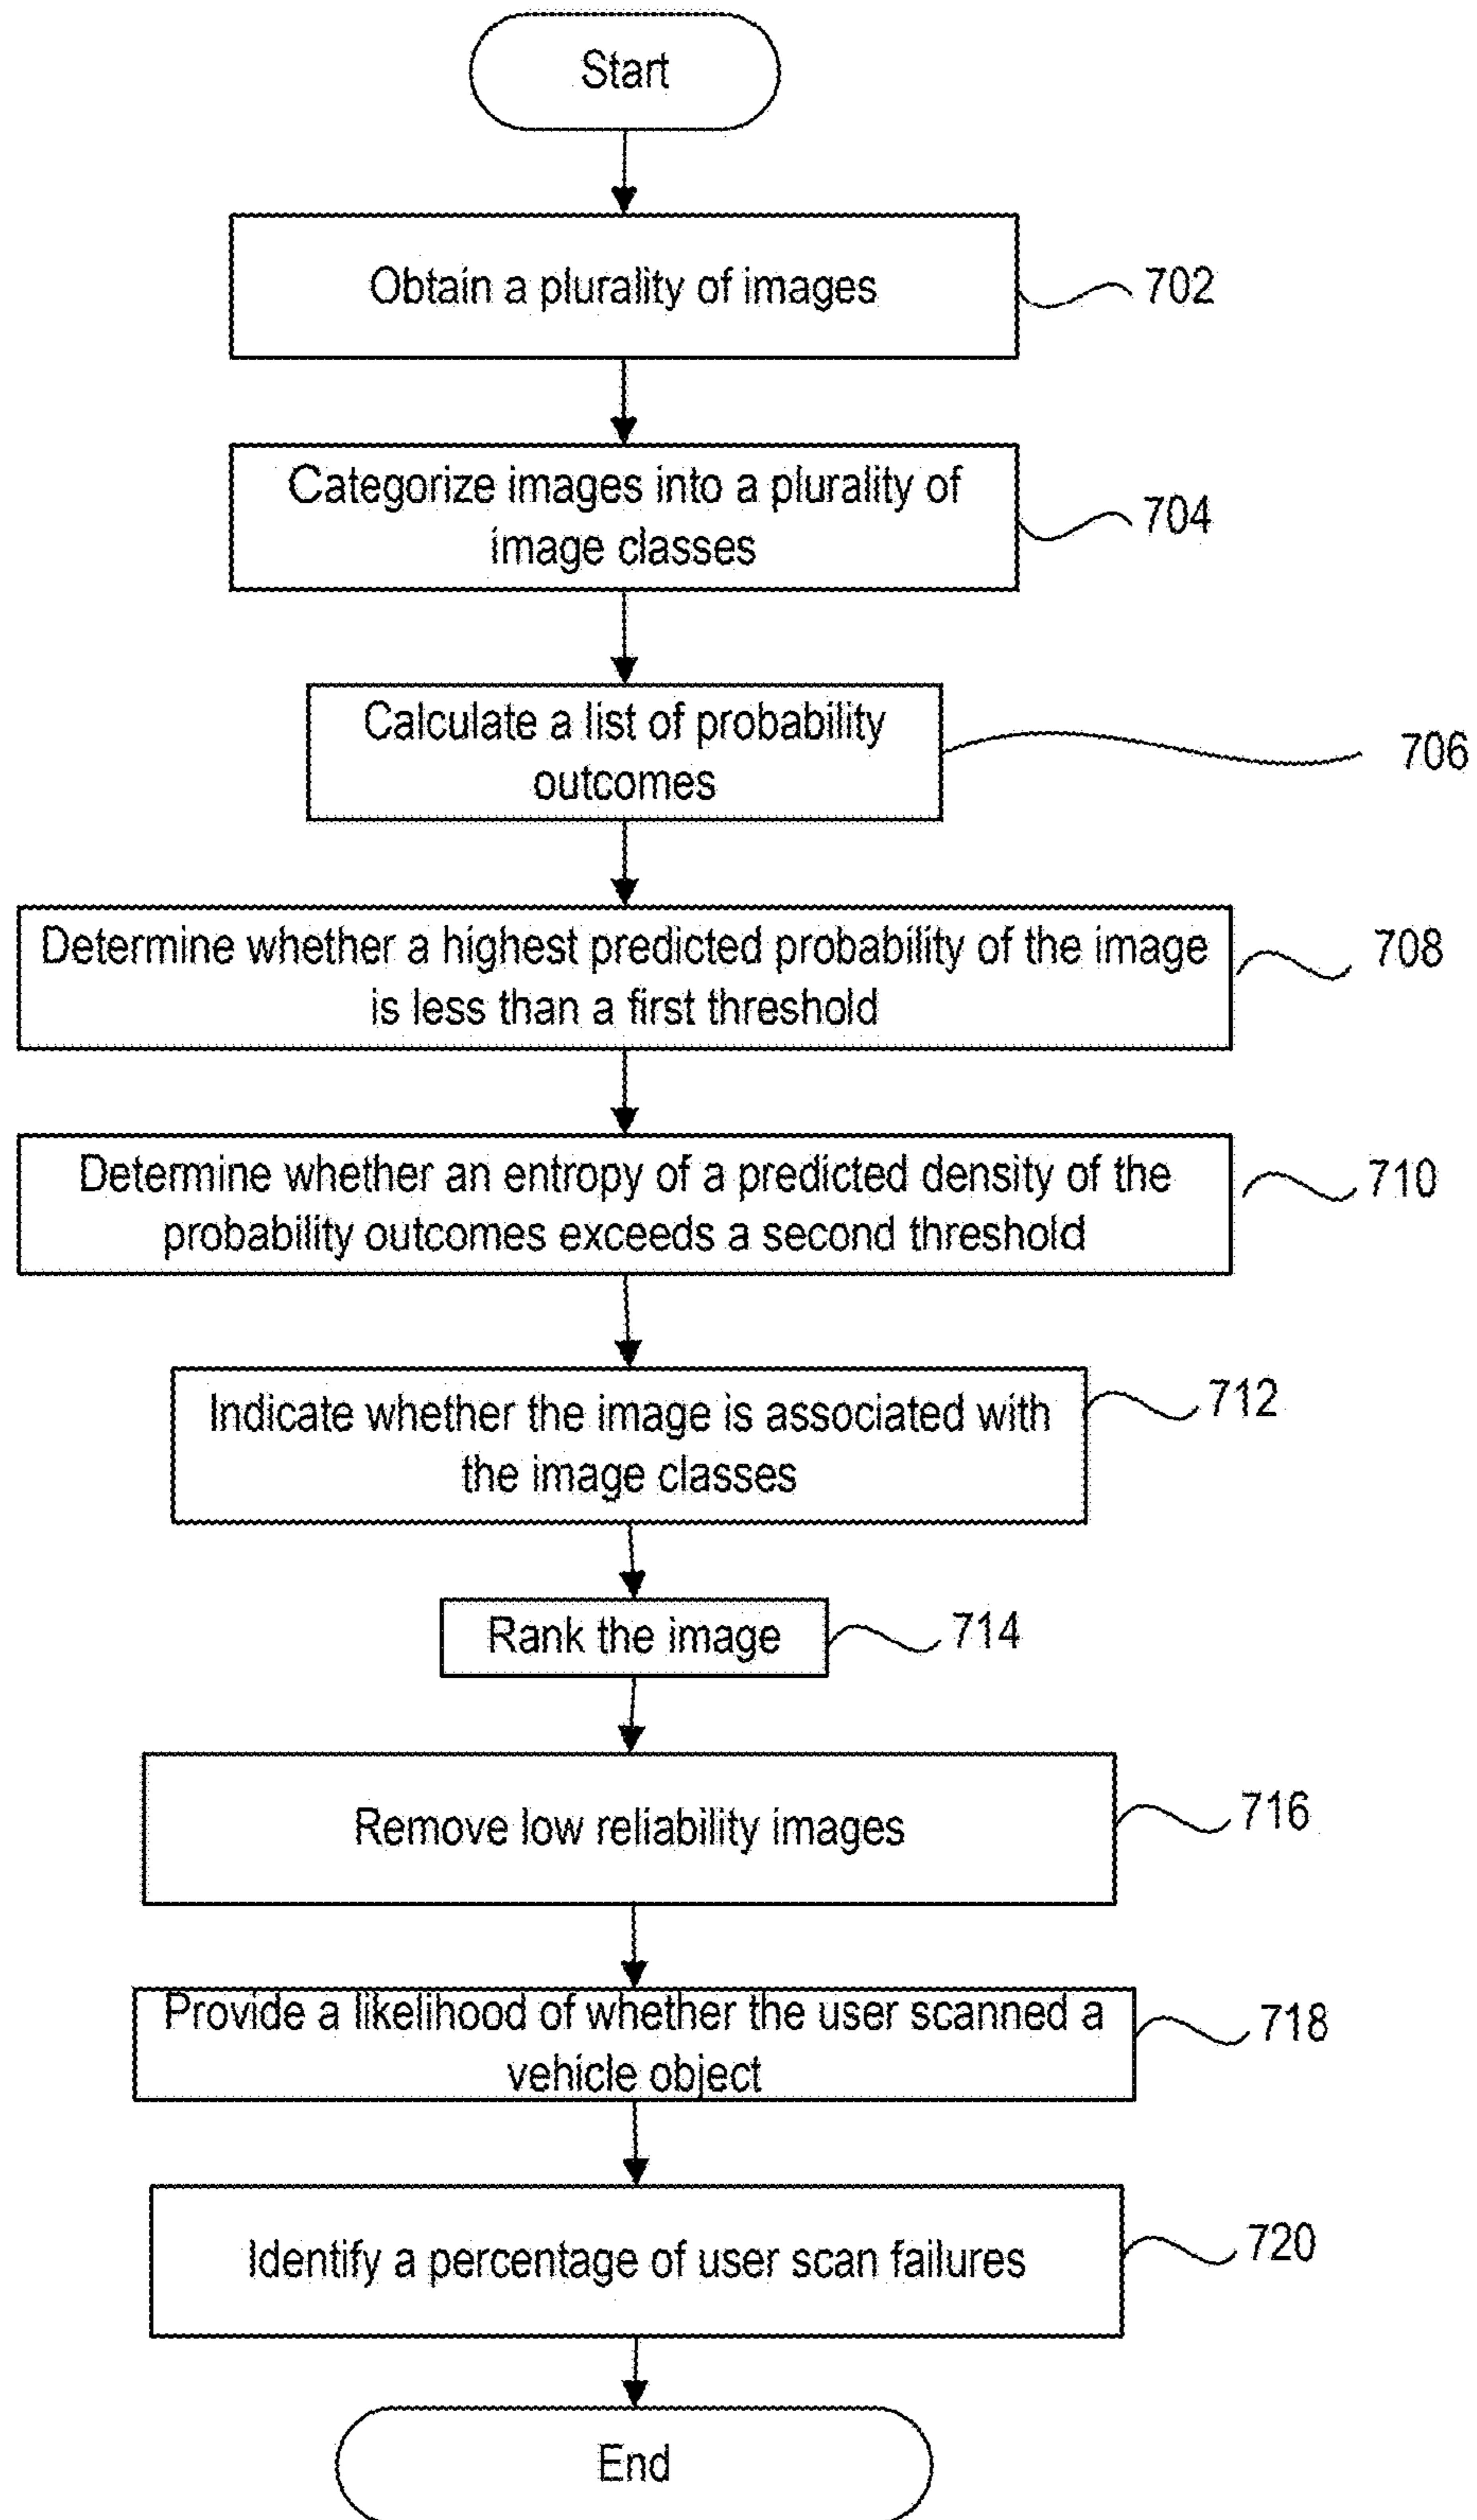 Start
Obtain a plurality of images
702
Categorize images into a plurality of
image classes
704
Calculate a list of probability
outcomes
706
Determine whether a highest predicted probability of the image
is less than a first threshold
708
Determine whether an entropy of a predicted density of the
probability outcomes exceeds a second threshold
710
Indicate whether the image is associated with
the image classes
712
Rank the image
714
Remove low reliability images
716
Provide a likelihood of whether the user scanned a
vehicle object
718
Identify a percentage of user scan failures
720
End